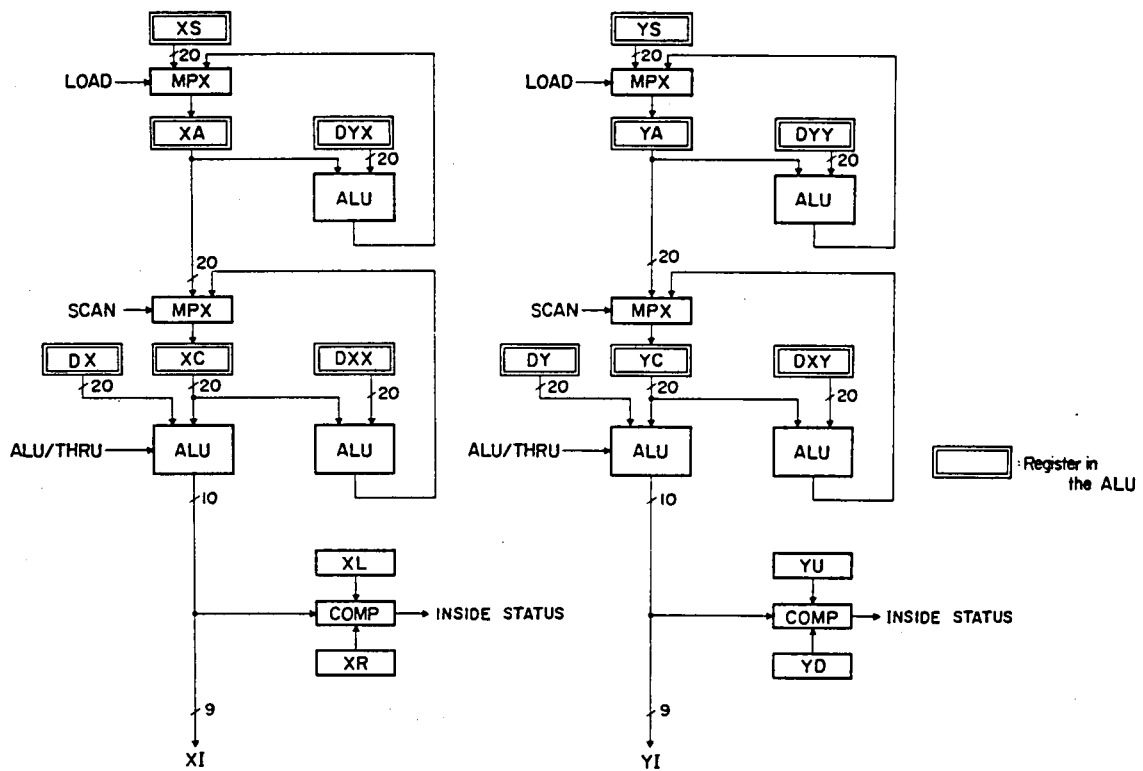 XS
20
LOAD
MPX
XA
DYX
20
ALU
20
SCAN
MPX
DX
XC
DXX
20
20
20
ALU/THRU
ALU
ALU
10
XL
COMP
INSIDE STATUS
XR
9
XI
YS
20
LOAD
MPX
YA
DYY
20
ALU
20
SCAN
MPX
DY
YC
DXY
20
20
20
ALU/THRU
ALU
ALU
10
YU
COMP
INSIDE STATUS
YD
9
YI
: Register in
the ALU